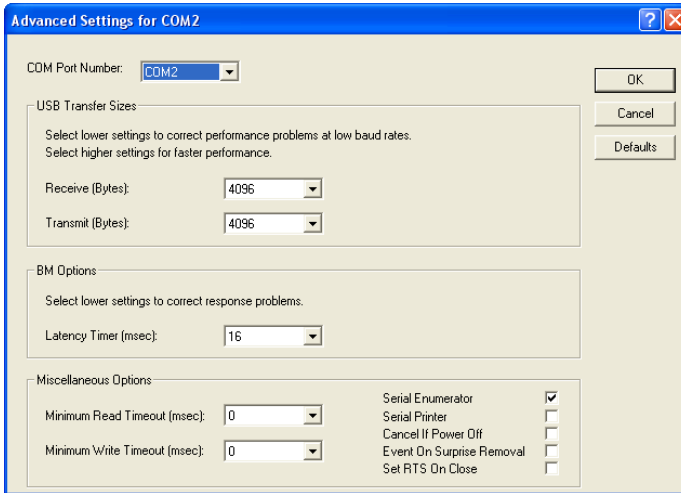 Advanced Settings for COM2
COM Port Number: COM2
OK
USB Transfer Sizes
Cancel
Select lower settings to correct performance problems at low baud rates.
Select higher settings for faster performance.
Defaults
Receive (Bytes): 4096
Transmit (Bytes): 4096
BM Options
Select lower settings to correct response problems.
Latency Timer (msec): 16
Miscellaneous Options
Minimum Read Timeout (msec): 0
Minimum Write Timeout (msec): 0
Serial Enumerator
Serial Printer
Cancel If Power Off
Event On Surprise Removal
Set RTS On Close